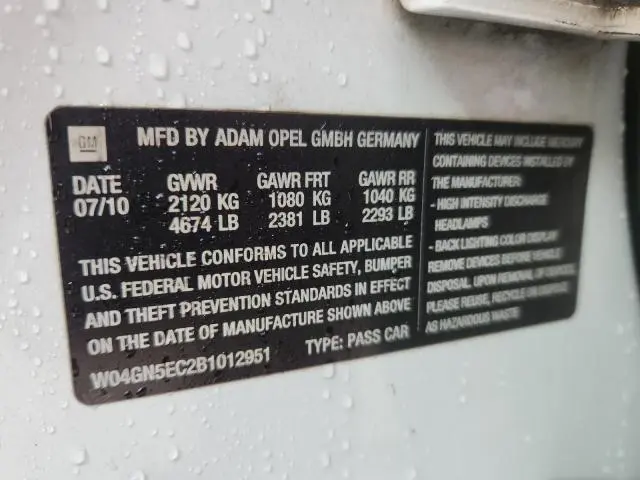 GM
MFD BY ADAM OPEL GMBH GERMANY
DATE GVWR GAWR FRT GAWR RR
07/10 2120 KG 1080 KG 1040 KG
4674 LB 2381 LB 2293 LB
THIS VEHICLE CONFORMS TO ALL APPLICABLE
U.S. FEDERAL MOTOR VEHICLE SAFETY, BUMPER
AND THEFT PREVENTION STANDARDS IN EFFECT
ON THE DATE OF MANUFACTURE SHOWN ABOVE
W04GN5EC2B1012951 TYPE: PASS CAR
THIS VEHICLE MAY INCLUDE MERCURY
CONTAINING DEVICES INSTALLED BY
THE MANUFACTURER:
- HIGH INTENSITY DISCHARGE
HEADLAMPS
- BACK LIGHTING COLOR DISPLAY
REMOVE DEVICES BEFORE VEHICLE
DISPOSAL. UPON REMOVAL OF DEVICES,
PLEASE REUSE, RECYCLE OR DISPOSE
AS HAZARDOUS WASTE